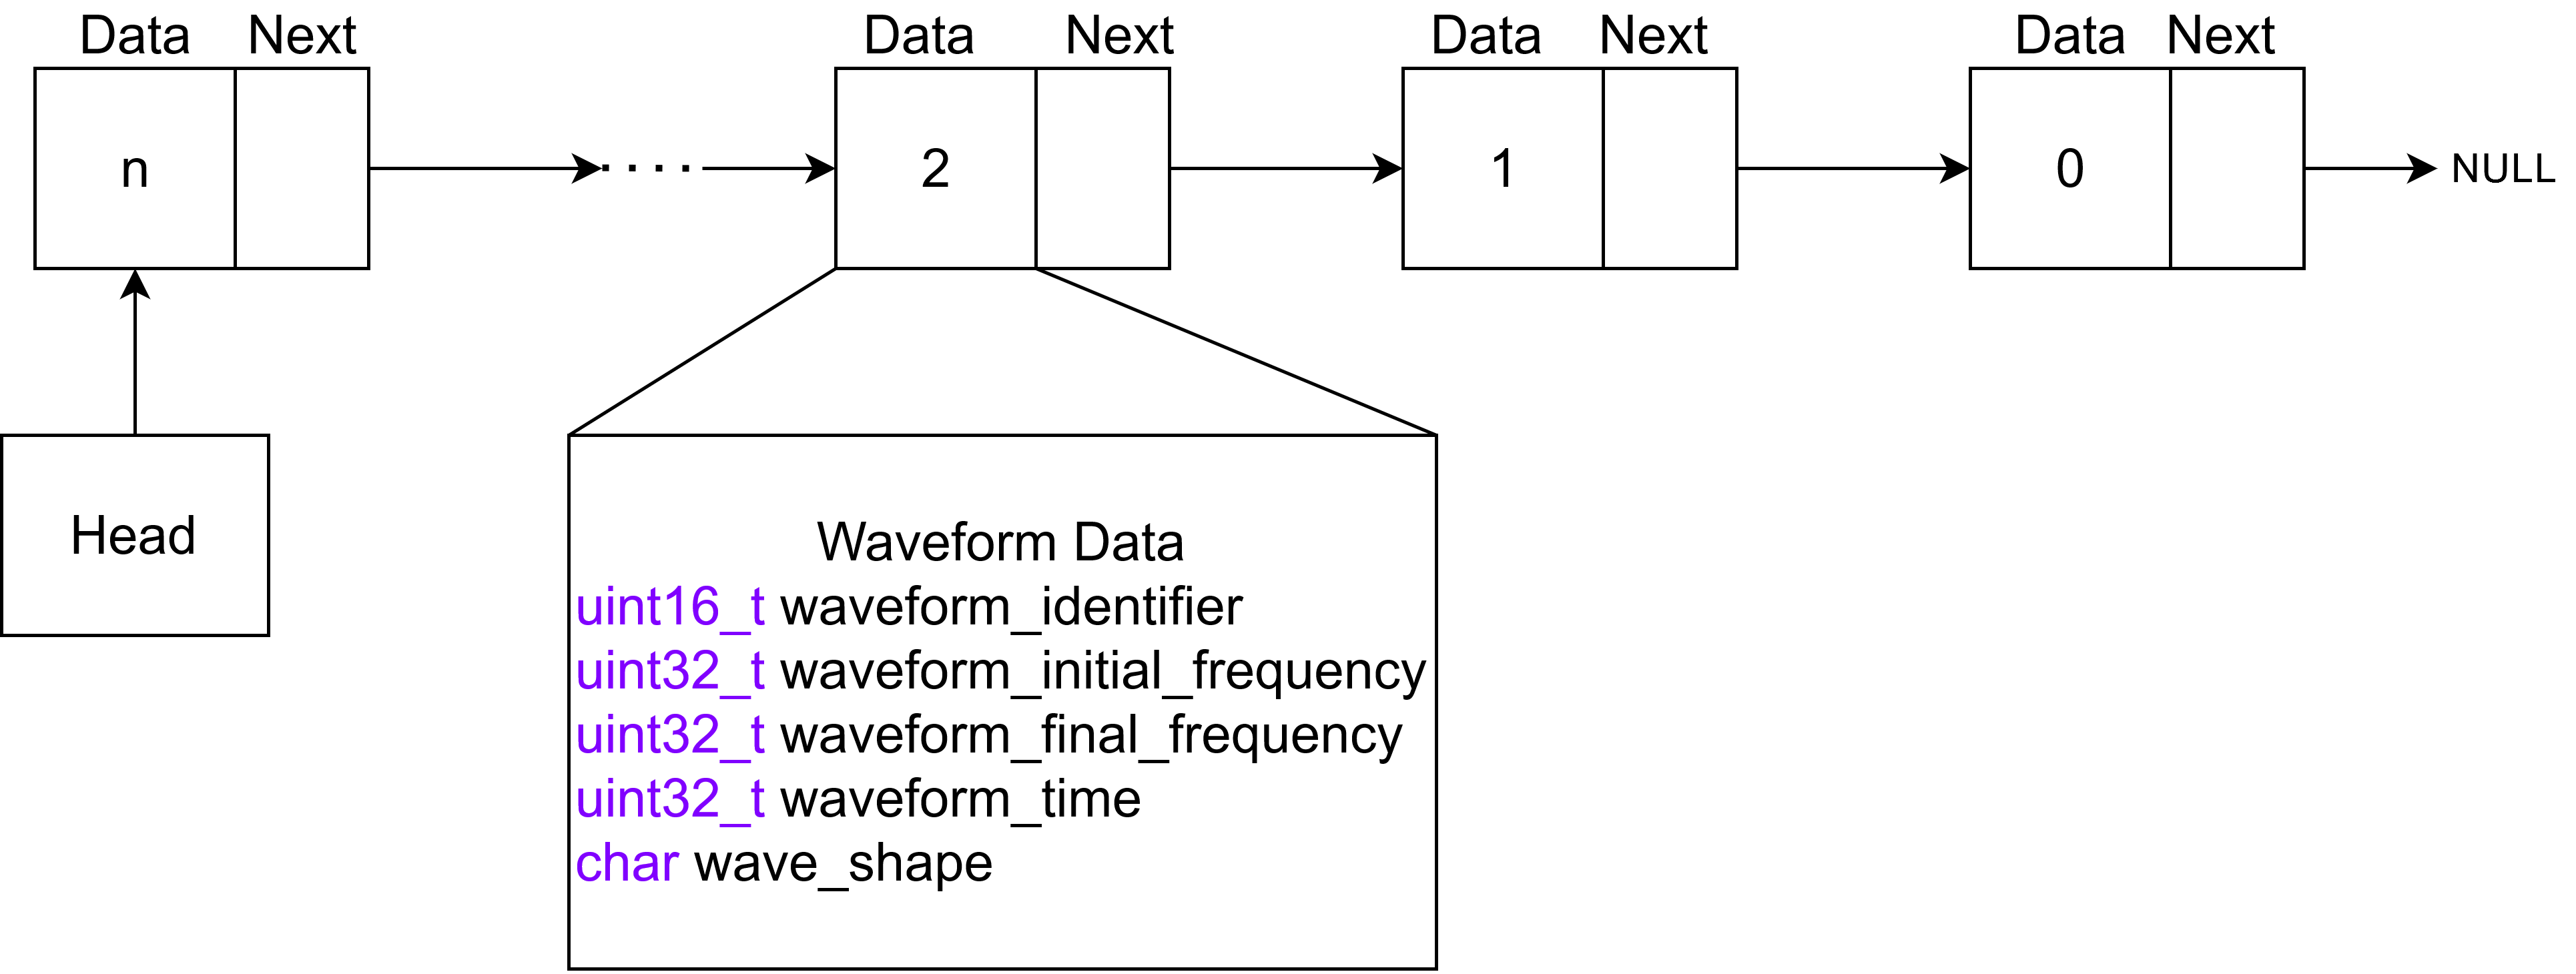 Data Next Data Next Data Next Data Next
n .... 2 1 0 NULL
Head
Waveform Data
uint16_t waveform_identifier
uint32_t waveform_initial_frequency
uint32_t waveform_final_frequency
uint32_t waveform_time
char wave_shape